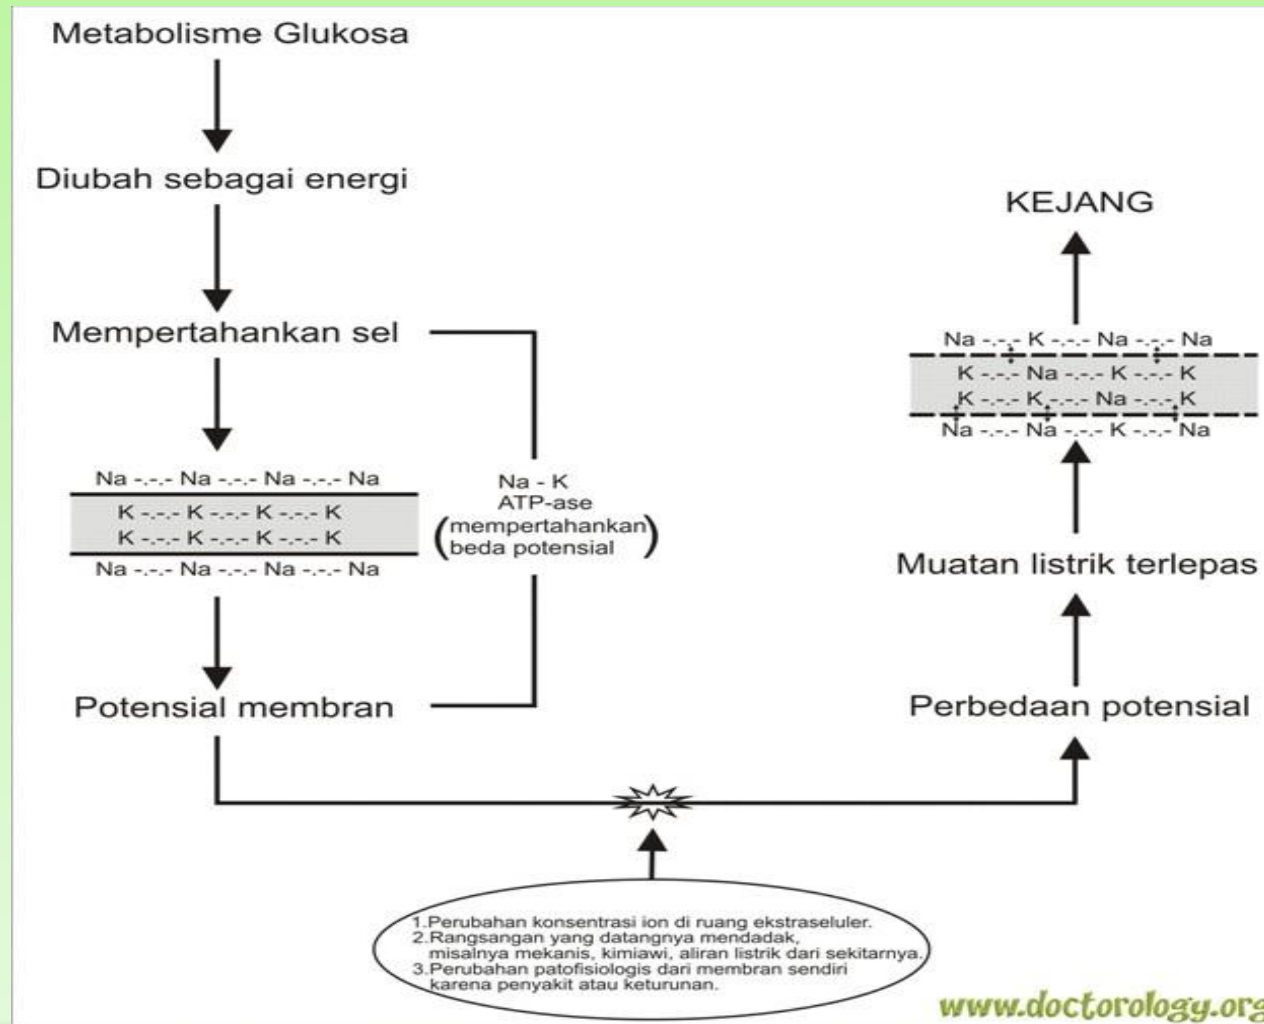 Metabolisme Glukosa
Diubah sebagai energi
Mempertahankan sel
Na -.-.- Na -.-.- Na -.-.- Na
K -.-.- K -.-.- K -.-.- K
K -.-.- K -.-.- K -.-.- K
Na -.-.- Na -.-.- Na -.-.- Na
Na - K
ATP-ase
(mempertahankan
beda potensial)
Potensial membran
1.Perubahan konsentrasi ion di ruang ekstraseluler.
2.Rangsangan yang datangnya mendadak,
misalnya mekanis, kimiawi, aliran listrik dari sekitarnya.
3.Perubahan patofisiologis dari membran sendiri
karena penyakit atau keturunan.
Perbedaan potensial
Muatan listrik terlepas
Na -.-.- K -.-.- Na -.-.- Na
K -.-.- Na -.-.- K -.-.- K
K -.-.- K -.-.- Na -.-.- K
Na -.-.- Na -.-.- K -.-.- Na
KEJANG
www.doctorology.org